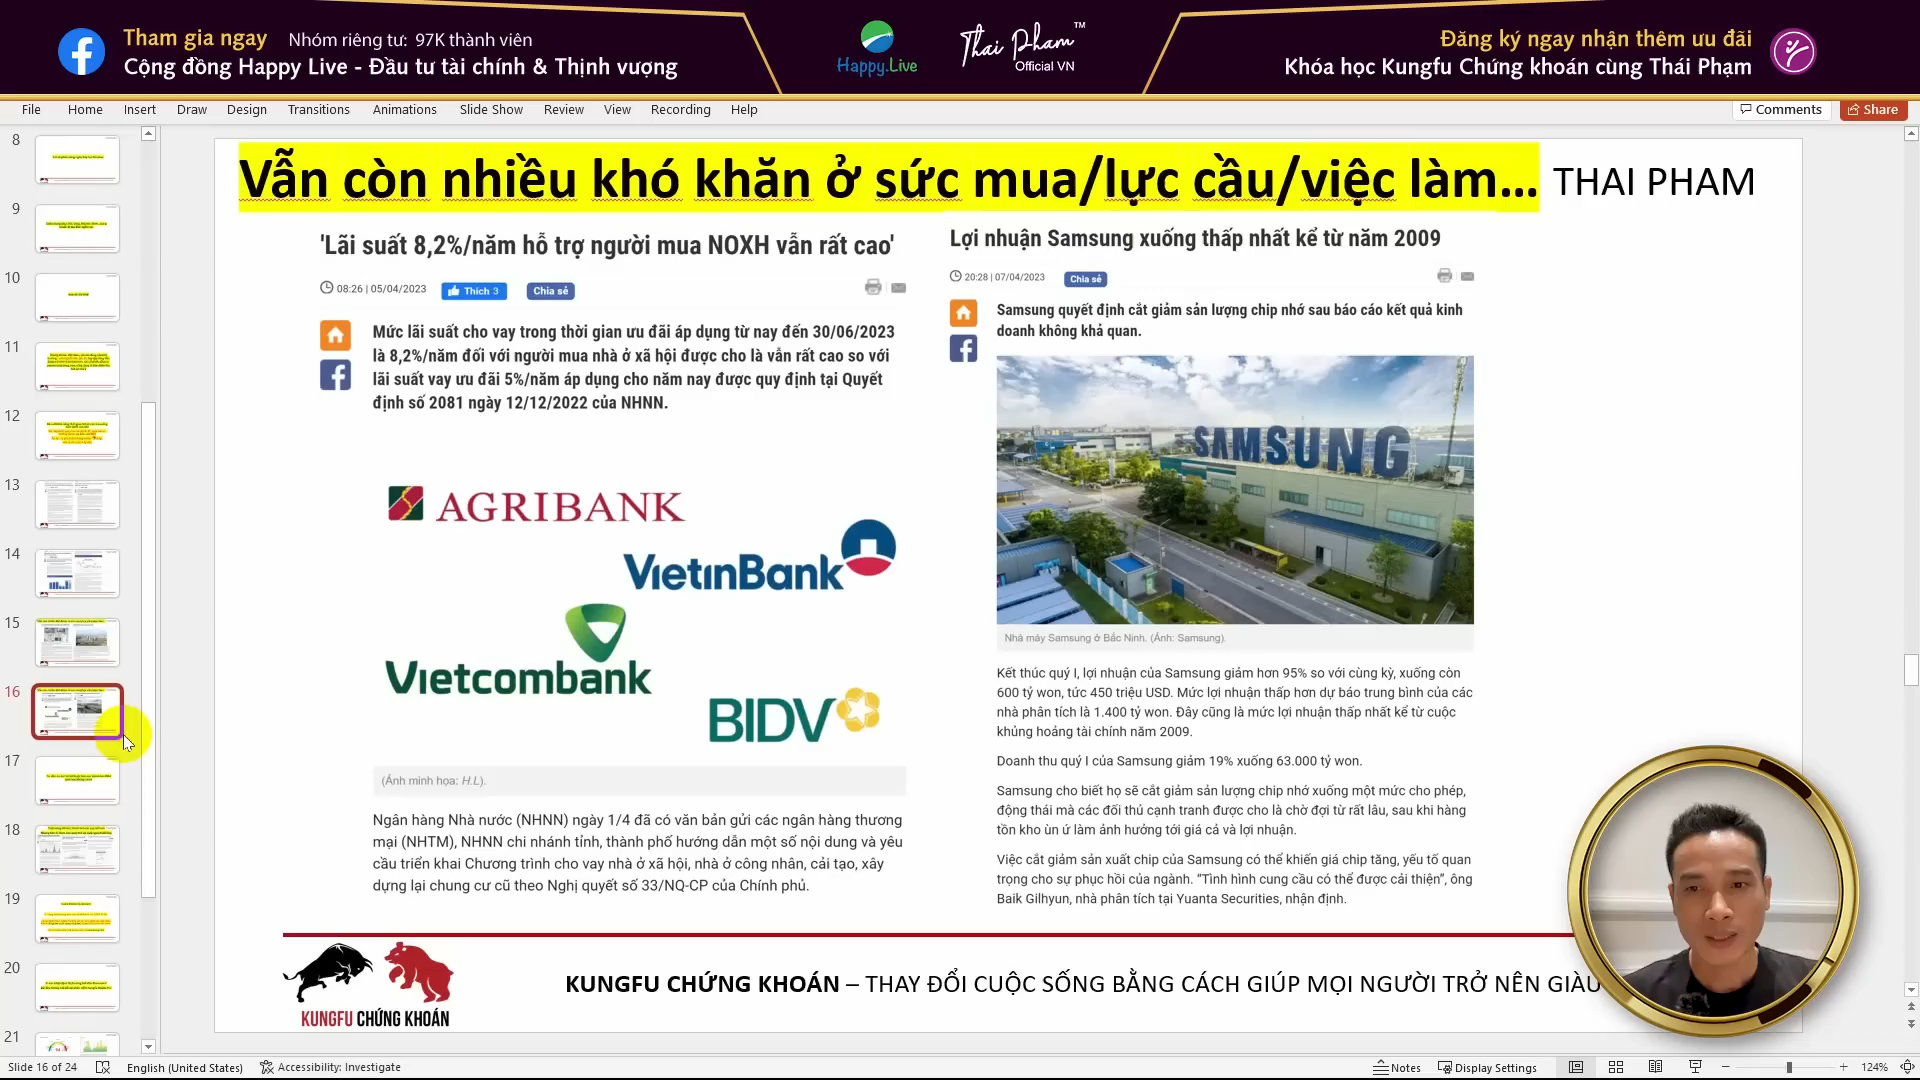 Tham gia ngay Nhóm riêng tư: 97K thành viên
Cộng đồng Happy Live - Đầu tư tài chính & Thịnh vượng
Happy.Live
Thai Pham™
Official VN
Đăng ký ngay nhận thêm ưu đãi
Khóa học Kungfu Chứng khoán cùng Thái Phạm
File Home Insert Draw Design Transitions Animations Slide Show Review View Recording Help
Comments Share
8
9
10
11
12
13
14
15
16
17
18
19
20
21
Vẫn còn nhiều khó khăn ở sức mua/lực cầu/việc làm... THAI PHAM
'Lãi suất 8,2%/năm hỗ trợ người mua NOXH vẫn rất cao'
08:26 | 05/04/2023 Thích 3 Chia sẻ
Mức lãi suất cho vay trong thời gian ưu đãi áp dụng từ nay đến 30/06/2023
là 8,2%/năm đối với người mua nhà ở xã hội được cho là vẫn rất cao so với
lãi suất vay ưu đãi 5%/năm áp dụng cho năm nay được quy định tại Quyết
định số 2081 ngày 12/12/2022 của NHNN.
AGRIBANK
VietinBank
Vietcombank
BIDV
(Ảnh minh họa: H.L).
Ngân hàng Nhà nước (NHNN) ngày 1/4 đã có văn bản gửi các ngân hàng thương
mại (NHTM), NHNN chi nhánh tỉnh, thành phố hướng dẫn một số nội dung và yêu
cầu triển khai Chương trình cho vay nhà ở xã hội, nhà ở công nhân, cải tạo, xây
dựng lại chung cư cũ theo Nghị quyết số 33/NQ-CP của Chính phủ.
Lợi nhuận Samsung xuống thấp nhất kể từ năm 2009
20:28 | 07/04/2023 Chia sẻ
Samsung quyết định cắt giảm sản lượng chip nhớ sau báo cáo kết quả kinh
doanh không khả quan.
SAMSUNG
Nhà máy Samsung ở Bắc Ninh. (Ảnh: Samsung).
Kết thúc quý I, lợi nhuận của Samsung giảm hơn 95% so với cùng kỳ, xuống còn
600 tỷ won, tức 450 triệu USD. Mức lợi nhuận thấp hơn dự báo trung bình của các
nhà phân tích là 1.400 tỷ won. Đây cũng là mức lợi nhuận thấp nhất kể từ cuộc
khủng hoảng tài chính năm 2009.
Doanh thu quý I của Samsung giảm 19% xuống 63.000 tỷ won.
Samsung cho biết họ sẽ cắt giảm sản lượng chip nhớ xuống một mức cho phép,
động thái mà các đối thủ cạnh tranh được cho là chờ đợi từ rất lâu, sau khi hàng
tồn kho ùn ứ làm ảnh hưởng tới giá cả và lợi nhuận.
Việc cắt giảm sản xuất chip của Samsung có thể khiến giá chip tăng, yếu tố quan
trọng cho sự phục hồi của ngành. "Tình hình cung cầu có thể được cải thiện", ông
Baik Gilhyun, nhà phân tích tại Yuanta Securities, nhận định.
KUNGFU CHỨNG KHOÁN
KUNGFU CHỨNG KHOÁN – THAY ĐỔI CUỘC SỐNG BẰNG CÁCH GIÚP MỌI NGƯỜI TRỞ NÊN GIÀU
Slide 16 of 24 English (United States) Accessibility: Investigate Notes Display Settings 124%